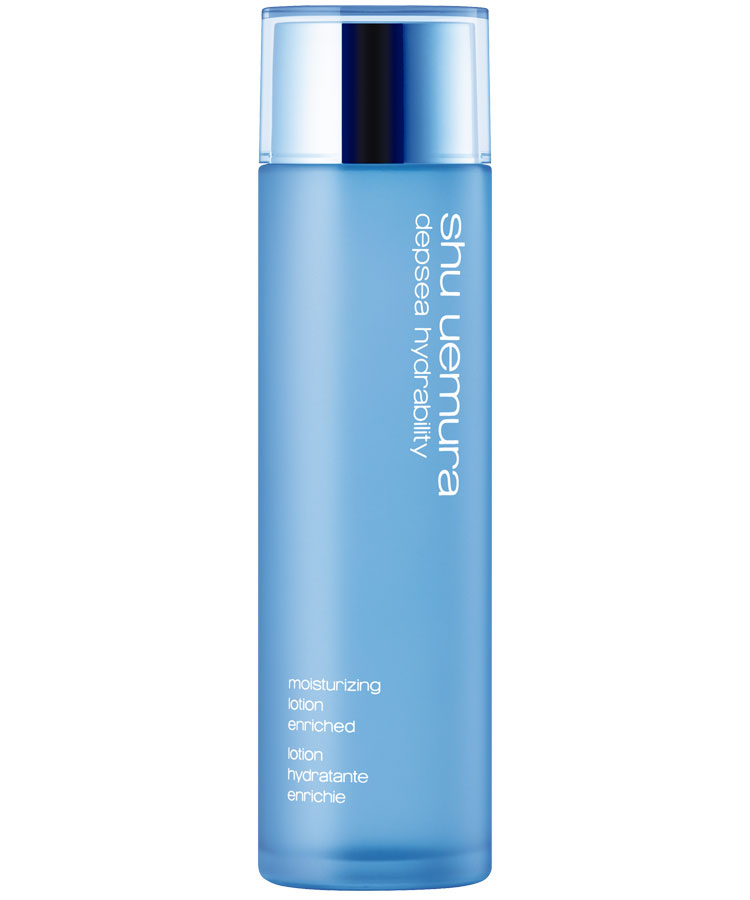 shu uemura
depsea hydrability
moisturizing
lotion
enriched
lotion
hydratante
enrichie